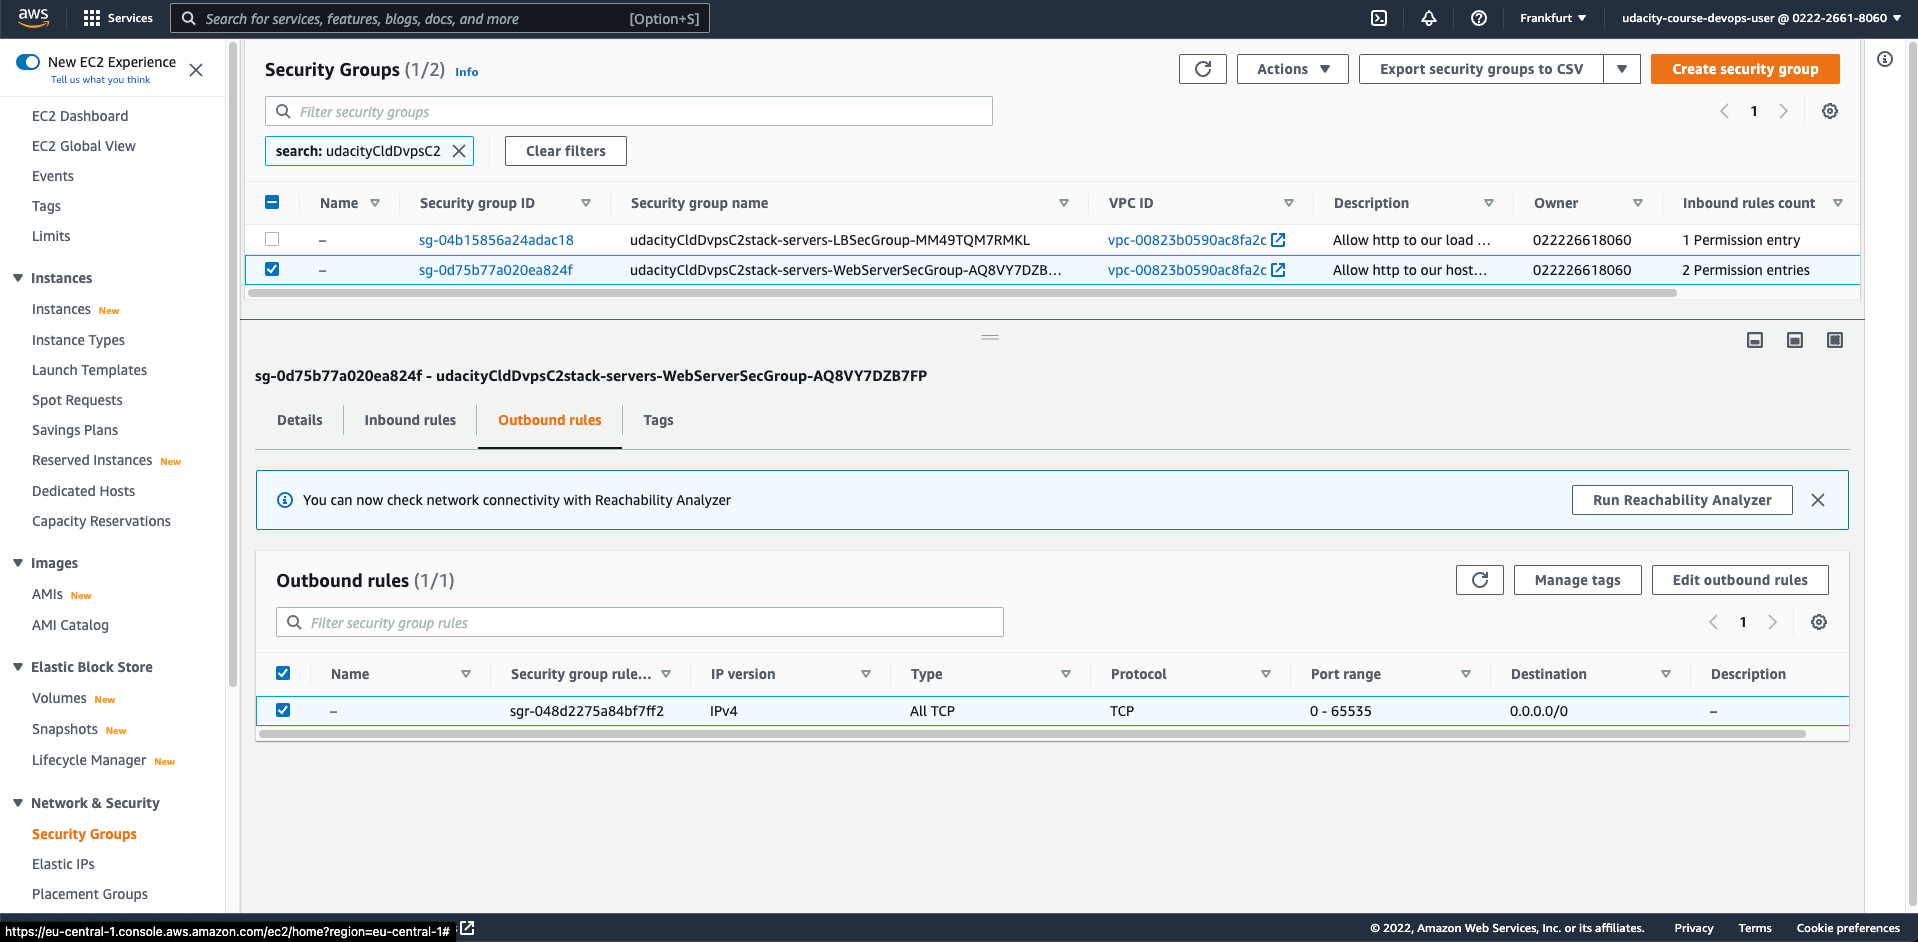 aws Services Search for services, features, blogs, docs, and more [Option+S] Frankfurt udacity-course-devops-user @ 0222-2661-8060
New EC2 Experience
Tell us what you think
EC2 Dashboard
EC2 Global View
Events
Tags
Limits
Instances
Instances New
Instance Types
Launch Templates
Spot Requests
Savings Plans
Reserved Instances New
Dedicated Hosts
Capacity Reservations
Images
AMIs New
AMI Catalog
Elastic Block Store
Volumes New
Snapshots New
Lifecycle Manager New
Network & Security
Security Groups
Elastic IPs
Placement Groups
Security Groups (1/2) Info Actions Export security groups to CSV Create security group
Filter security groups 1
search: udacityCldDvpsC2 Clear filters
Name Security group ID Security group name VPC ID Description Owner Inbound rules count
– sg-04b15856a24adac18 udacityCldDvpsC2stack-servers-LBSecGroup-MM49TQM7RMKL vpc-00823b0590ac8fa2c Allow http to our load ... 022226618060 1 Permission entry
– sg-0d75b77a020ea824f udacityCldDvpsC2stack-servers-WebServerSecGroup-AQ8VY7DZB... vpc-00823b0590ac8fa2c Allow http to our host... 022226618060 2 Permission entries
sg-0d75b77a020ea824f - udacityCldDvpsC2stack-servers-WebServerSecGroup-AQ8VY7DZB7FP
Details Inbound rules Outbound rules Tags
You can now check network connectivity with Reachability Analyzer Run Reachability Analyzer
Outbound rules (1/1) Manage tags Edit outbound rules
Filter security group rules 1
Name Security group rule... IP version Type Protocol Port range Destination Description
– sgr-048d2275a84bf7ff2 IPv4 All TCP TCP 0 - 65535 0.0.0.0/0 –
https://eu-central-1.console.aws.amazon.com/ec2/home?region=eu-central-1# © 2022, Amazon Web Services, Inc. or its affiliates. Privacy Terms Cookie preferences